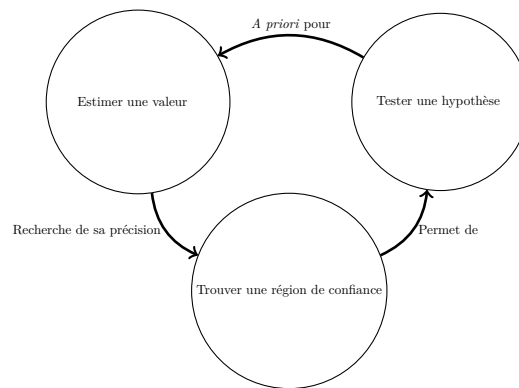 A priori pour
Estimer une valeur
Tester une hypothèse
Recherche de sa précision
Permet de
Trouver une région de confiance